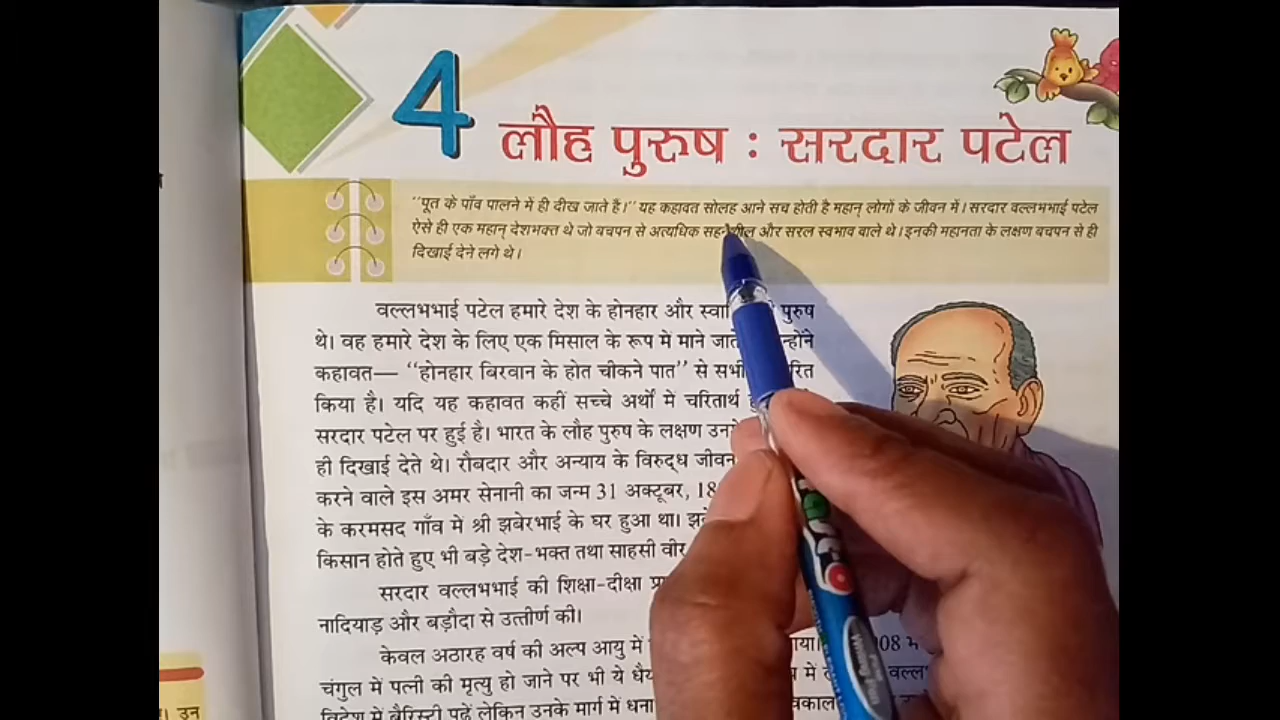 4
लौह पुरुष : सरदार पटेल
"पूत के पाँव पालने में ही दीख जाते हैं।" यह कहावत सोलह आने सच होती है महान् लोगों के जीवन में। सरदार वल्लभभाई पटेल
ऐसे ही एक महान् देशभक्त थे जो बचपन से अत्यधिक और सरल स्वभाव वाले थे। इनकी महानता के लक्षण बचपन से ही
दिखाई देने लगे थे।
वल्लभभाई पटेल हमारे देश के होनहार और पुरुष
थे। वह हमारे देश के लिए एक मिसाल के रूप में माने जाते
कहावत— "होनहार बिरवान के होत चीकने पात" से सभी
किया है। यदि यह कहावत कहीं सच्चे अर्थों में चरितार्थ
सरदार पटेल पर हुई है। भारत के लौह पुरुष के लक्षण
ही दिखाई देते थे। रौबदार और अन्याय के विरुद्ध जीवन
करने वाले इस अमर सेनानी का जन्म 31 अक्टूबर, 18
के करमसद गाँव में श्री झबेरभाई के घर हुआ था।
किसान होते हुए भी बड़े देश-भक्त तथा साहसी वीर
सरदार वल्लभभाई की शिक्षा-दीक्षा
नादियाड़ और बड़ौदा से उत्तीर्ण की।
केवल अठारह वर्ष की अल्प आयु में
चंगुल में पत्नी की मृत्यु हो जाने पर भी ये में
विदेश में बैरिस्ट्री पढ़ें लेकिन उनके मार्ग में
उन